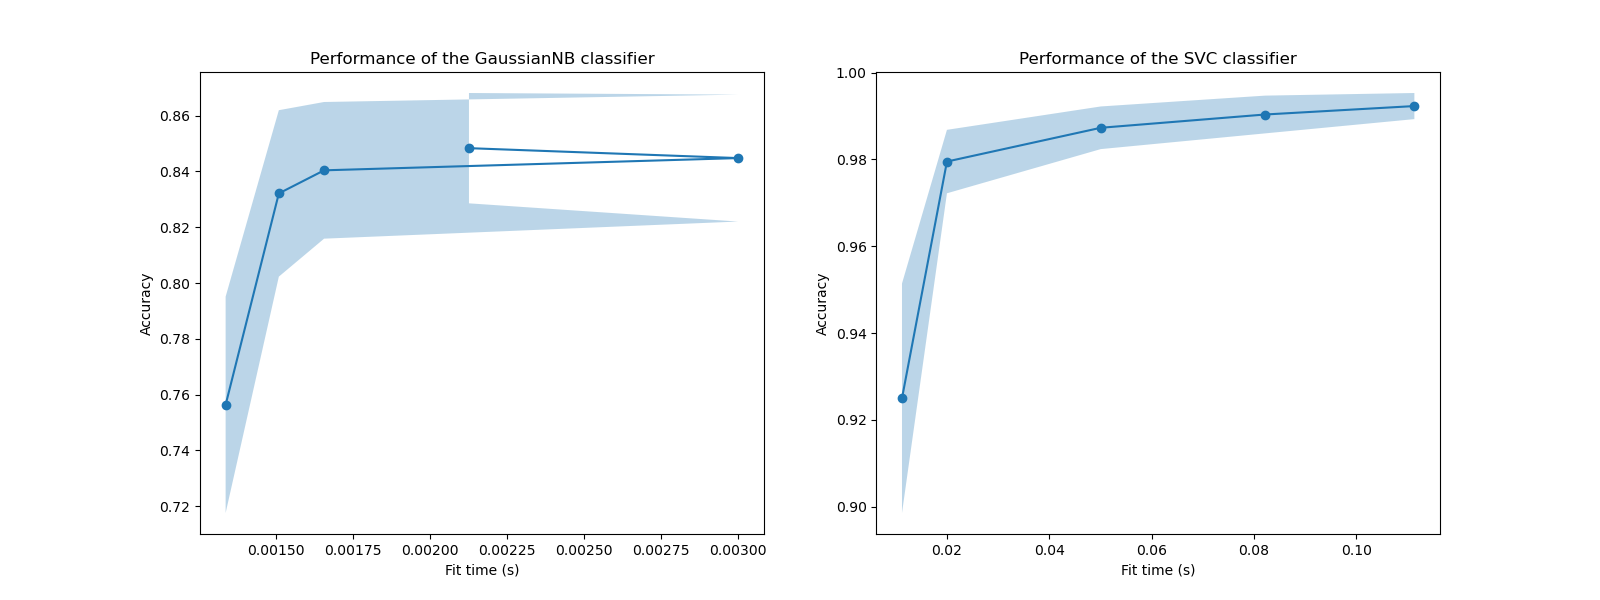 Performance of the GaussianNB classifier
Accuracy
0.86
0.84
0.82
0.80
0.78
0.76
0.74
0.72
0.00150 0.00175 0.00200 0.00225 0.00250 0.00275 0.00300
Fit time (s)
Performance of the SVC classifier
Accuracy
1.00
0.98
0.96
0.94
0.92
0.90
0.02 0.04 0.06 0.08 0.10
Fit time (s)